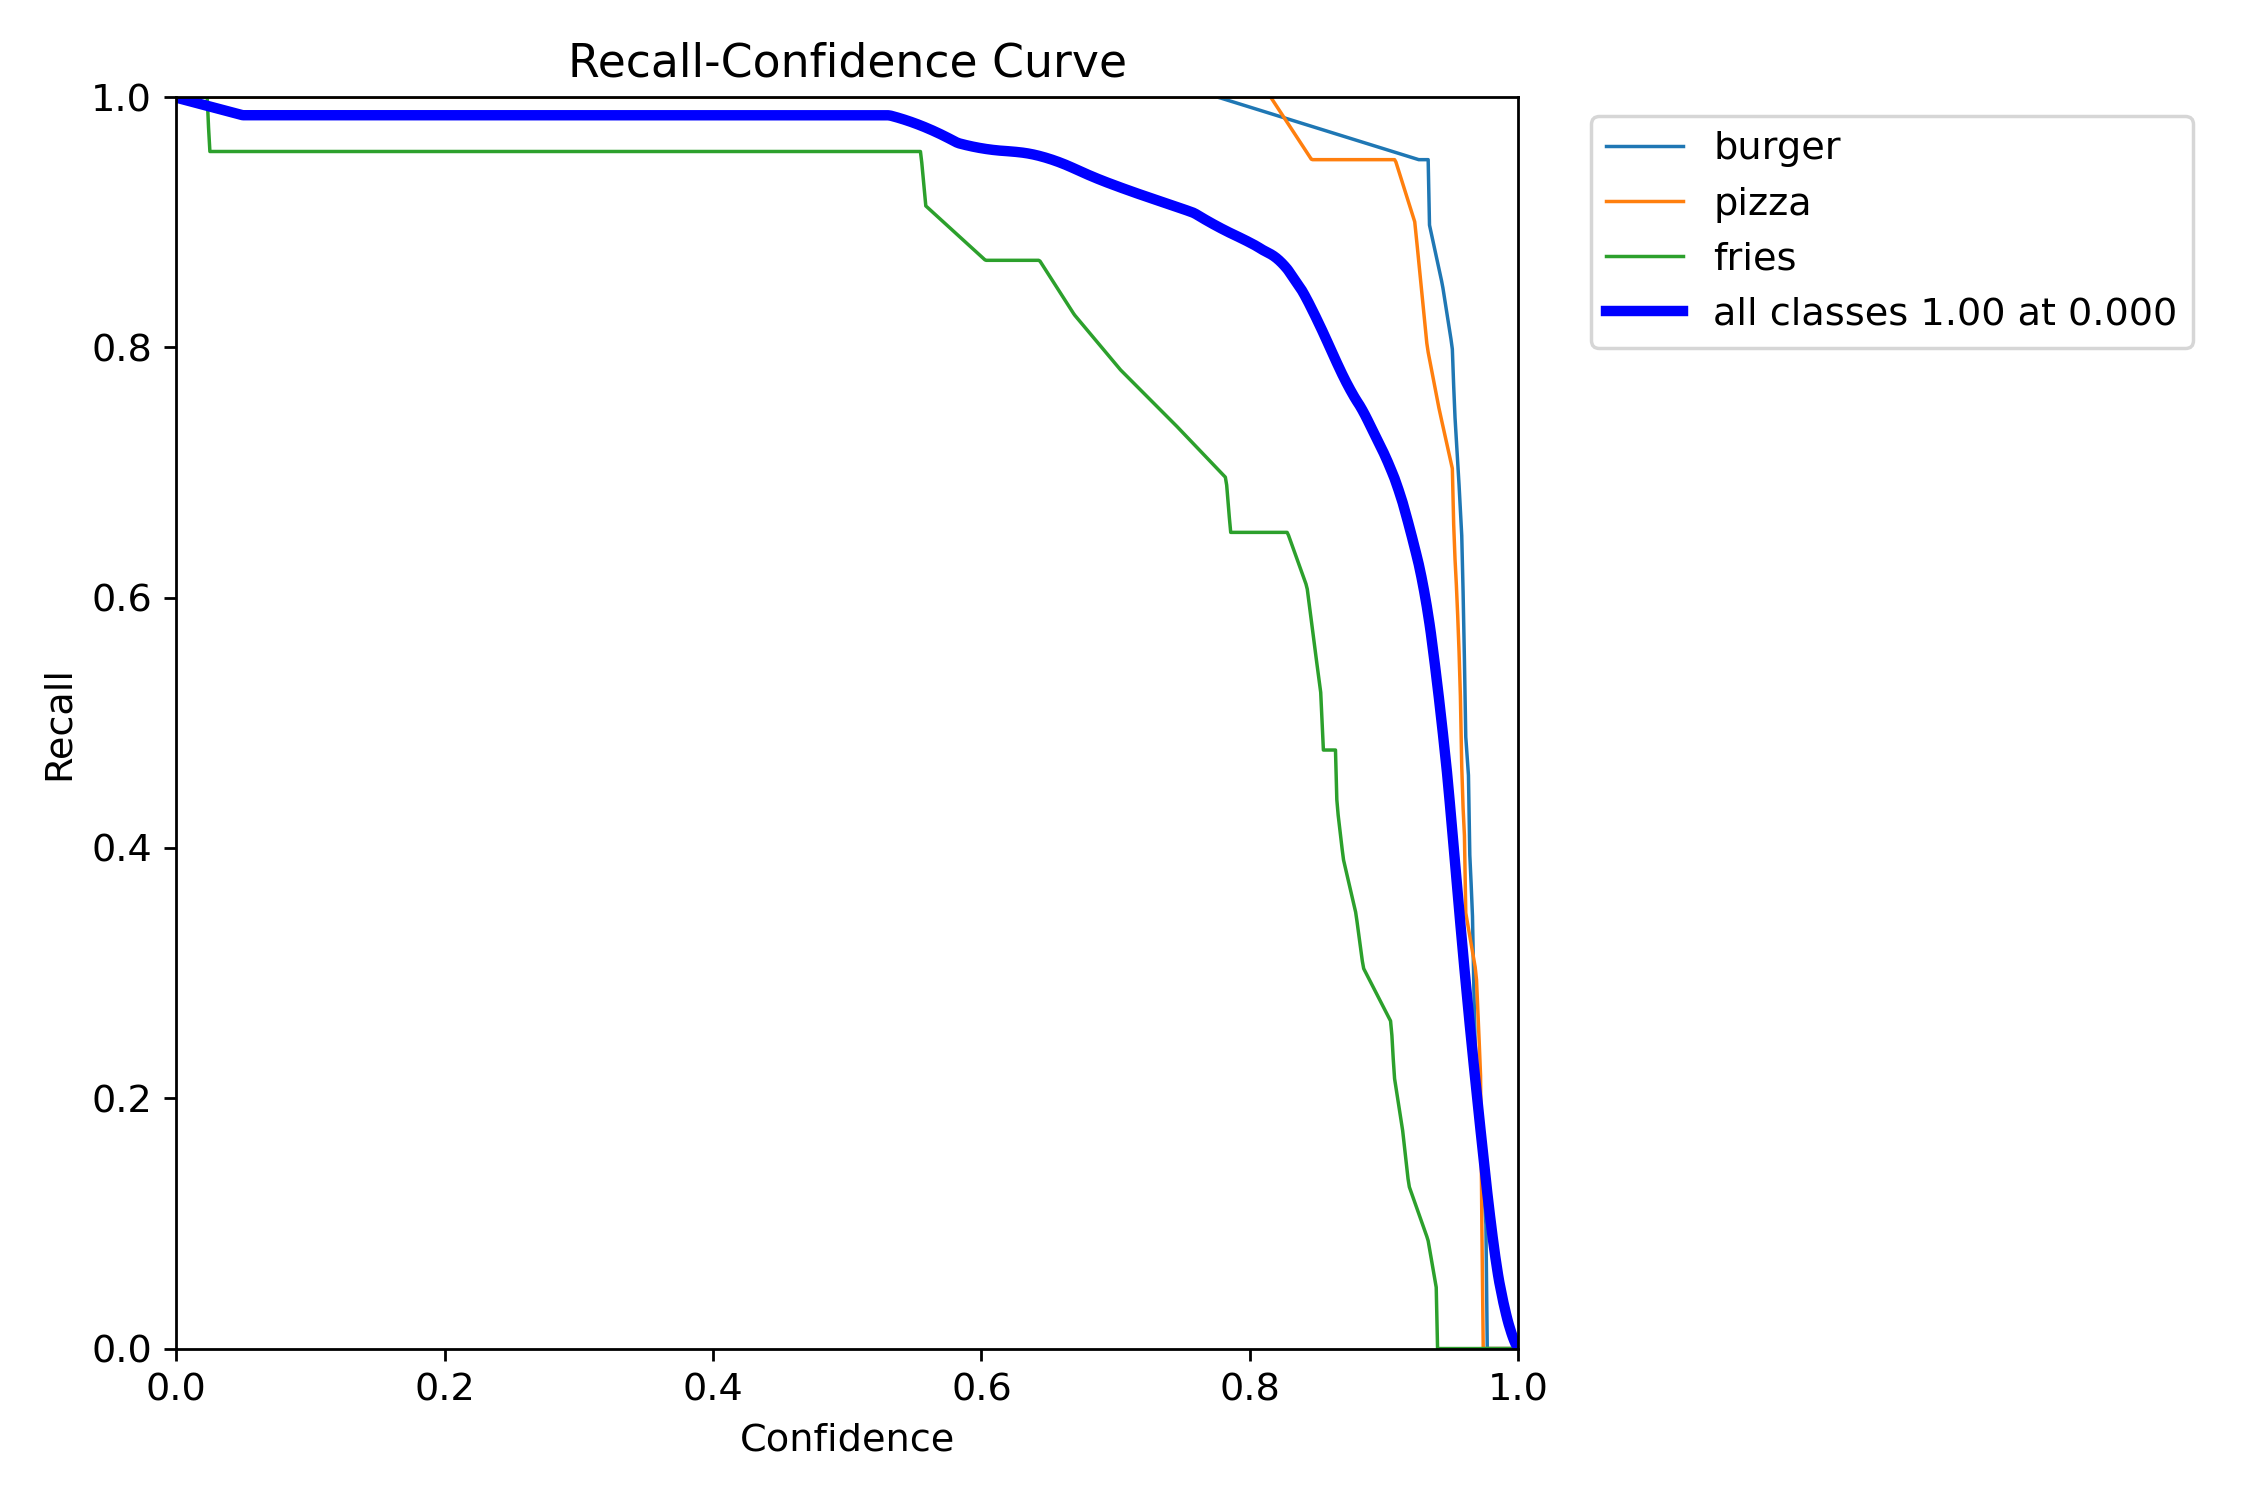 Recall-Confidence Curve
1.0
0.8
0.6
0.4
0.2
0.0
Recall
0.0 0.2 0.4 0.6 0.8 1.0
Confidence
burger
pizza
fries
all classes 1.00 at 0.000